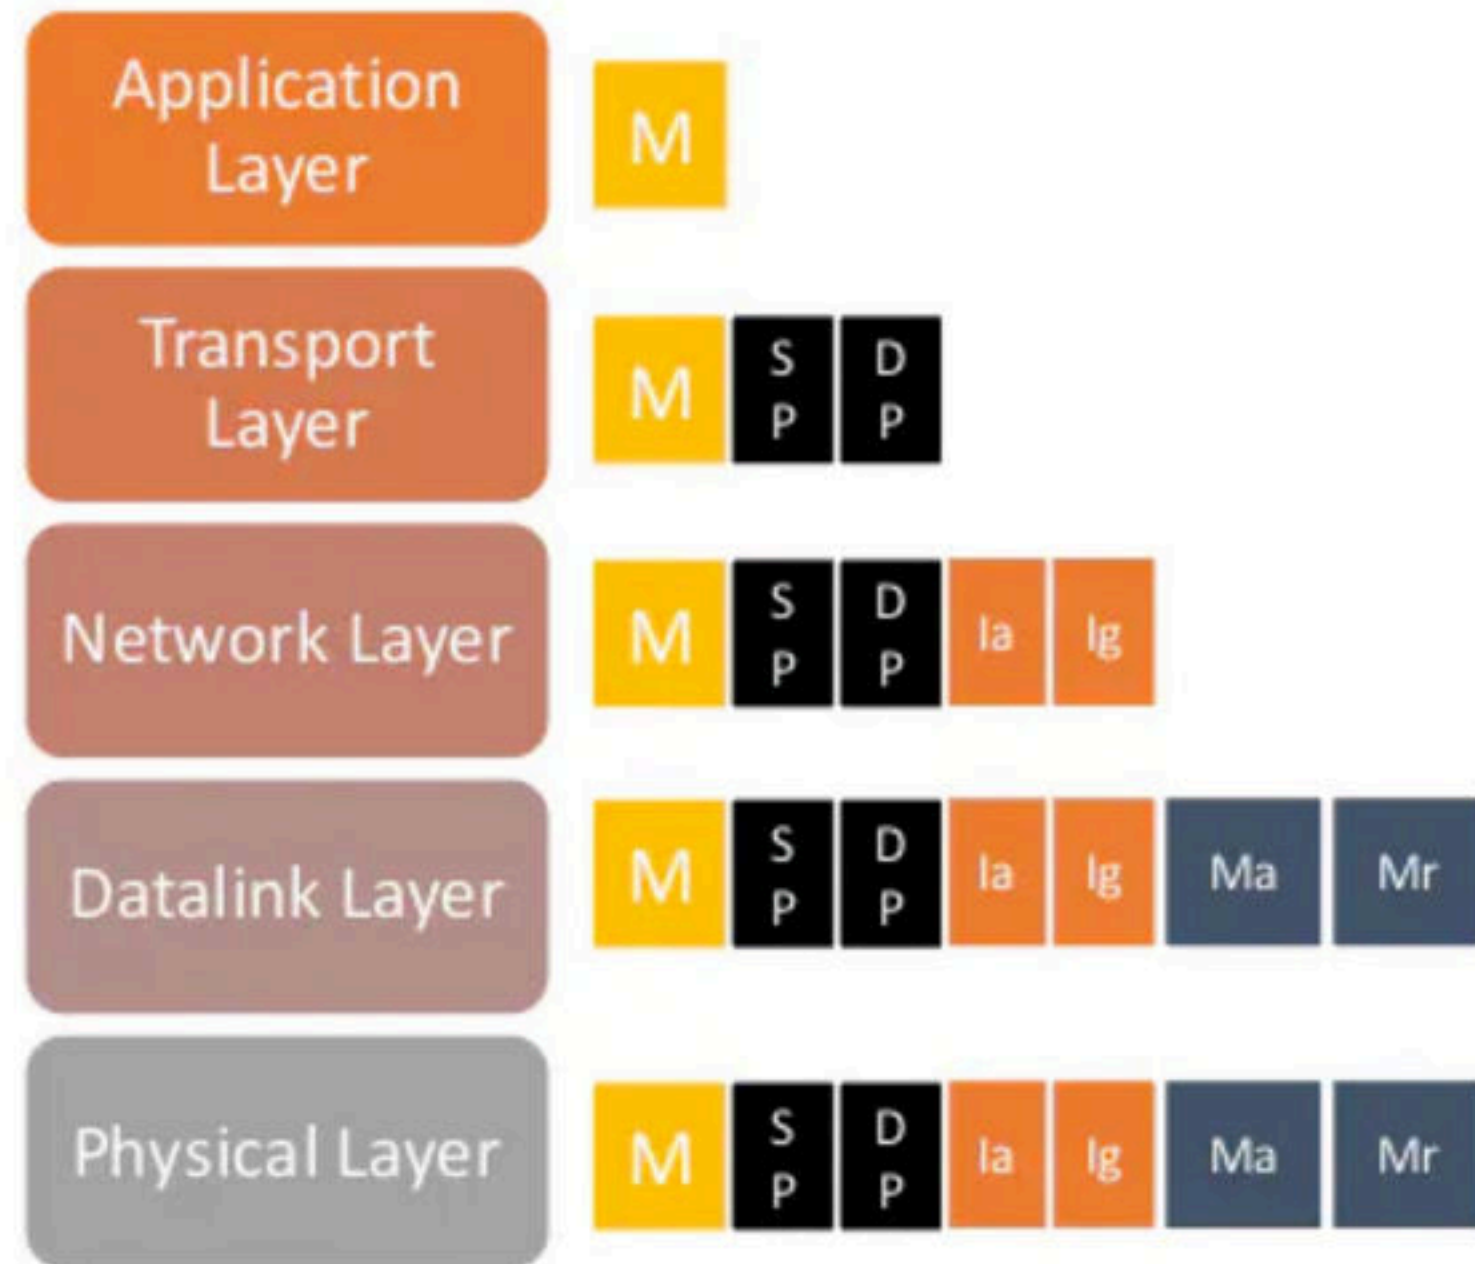 Application
Layer
M
Transport
Layer
M
S
P
D
P
Network Layer
M
S
P
D
P
Ia
Ig
Datalink Layer
M
S
P
D
P
Ia
Ig
Ma
Mr
Physical Layer
M
S
P
D
P
Ia
Ig
Ma
Mr